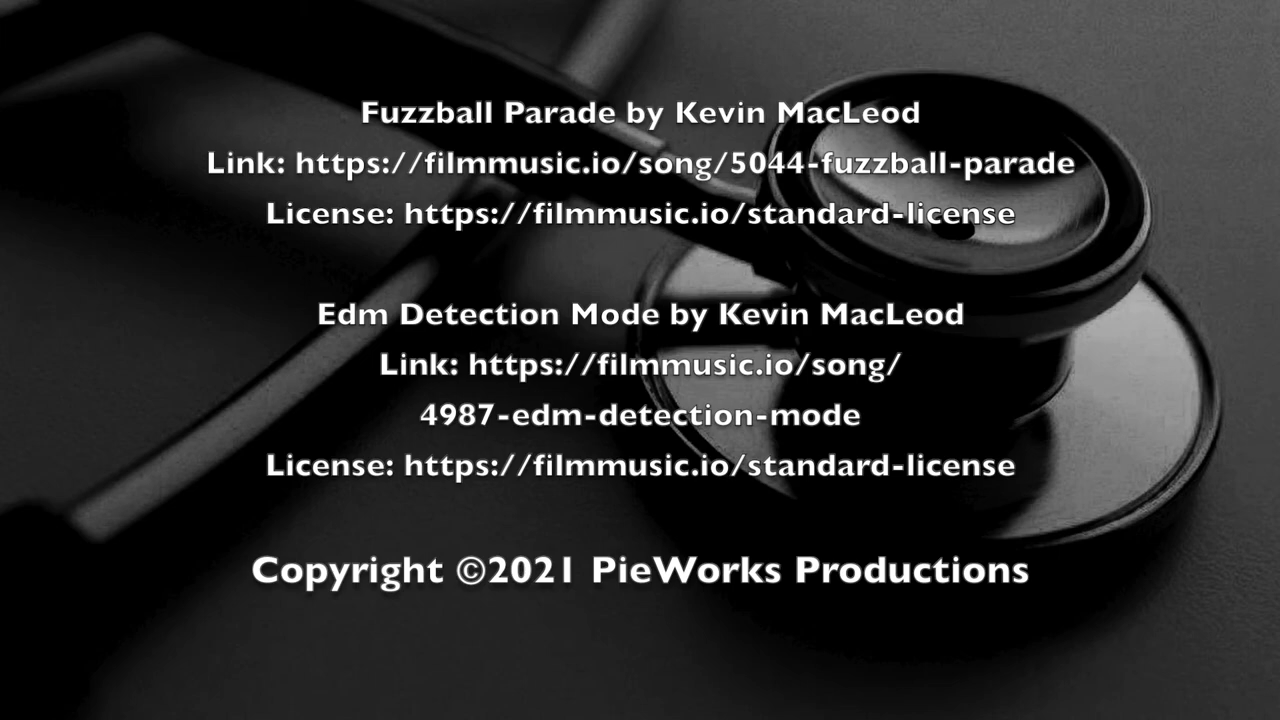 Fuzzball Parade by Kevin MacLeod
Link: https://filmmusic.io/song/5044-fuzzball-parade
License: https://filmmusic.io/standard-license
Edm Detection Mode by Kevin MacLeod
Link: https://filmmusic.io/song/
4987-edm-detection-mode
License: https://filmmusic.io/standard-license
Copyright ©2021 PieWorks Productions